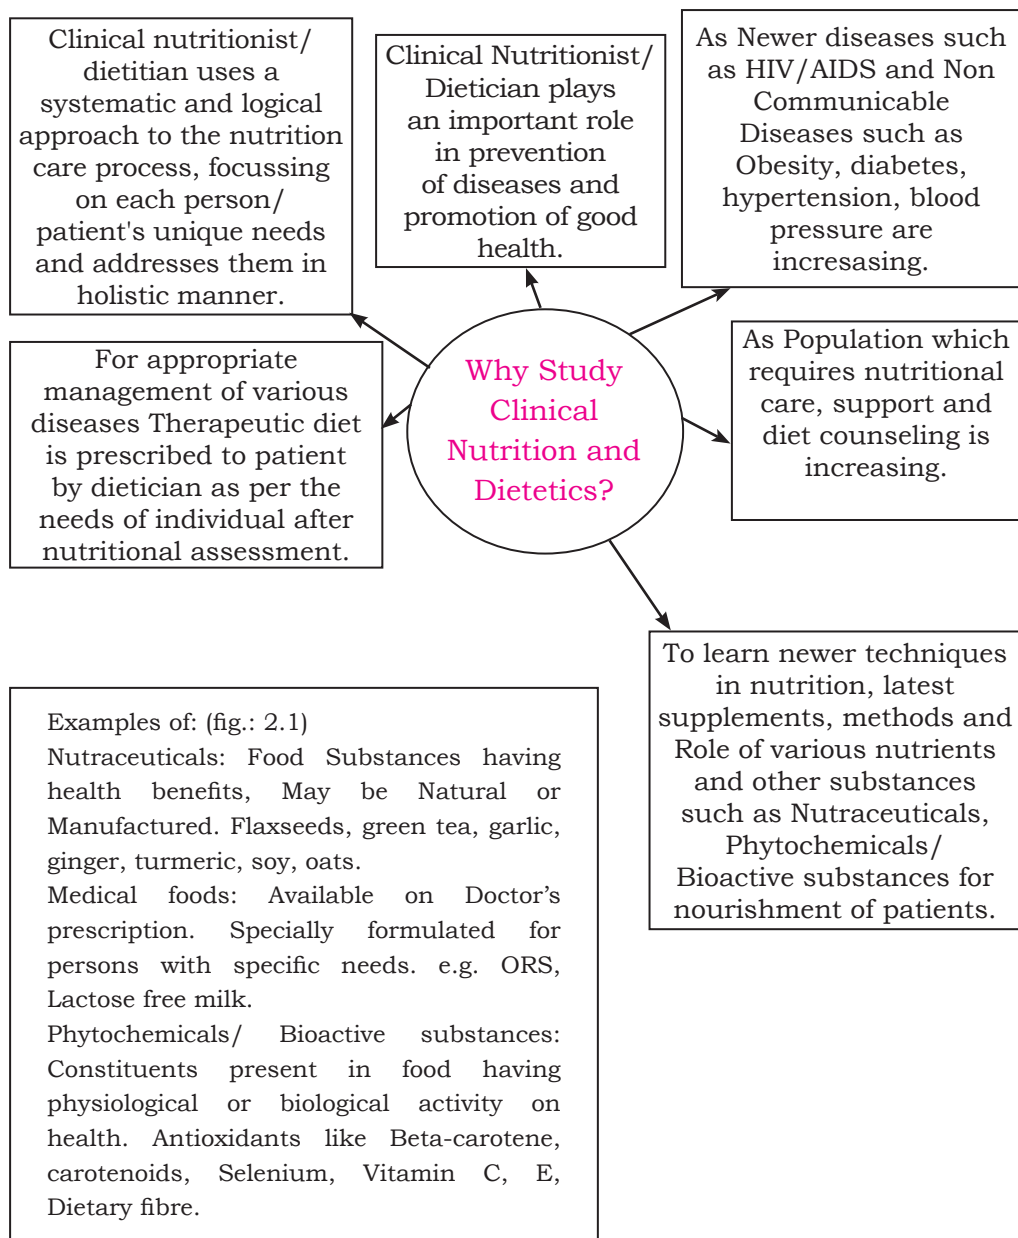 Clinical nutritionist/
dietitian uses a
systematic and logical
approach to the nutrition
care process, focussing
on each person/
patient's unique needs
and addresses them in
holistic manner.
Clinical Nutritionist/
Dietician plays
an important role
in prevention
of diseases and
promotion of good
health.
As Newer diseases such
as HIV/AIDS and Non
Communicable
Diseases such as
Obesity, diabetes,
hypertension, blood
pressure are
incresasing.
For appropriate
management of various
diseases Therapeutic diet
is prescribed to patient
by dietician as per the
needs of individual after
nutritional assessment.
Why Study
Clinical
Nutrition and
Dietetics?
As Population which
requires nutritional
care, support and
diet counseling is
increasing.
To learn newer techniques
in nutrition, latest
supplements, methods and
Role of various nutrients
and other substances
such as Nutraceuticals,
Phytochemicals/
Bioactive substances for
nourishment of patients.
Examples of: (fig.: 2.1)
Nutraceuticals: Food Substances having
health benefits, May be Natural or
Manufactured. Flaxseeds, green tea, garlic,
ginger, turmeric, soy, oats.
Medical foods: Available on Doctor’s
prescription. Specially formulated for
persons with specific needs. e.g. ORS,
Lactose free milk.
Phytochemicals/ Bioactive substances:
Constituents present in food having
physiological or biological activity on
health. Antioxidants like Beta-carotene,
carotenoids, Selenium, Vitamin C, E,
Dietary fibre.